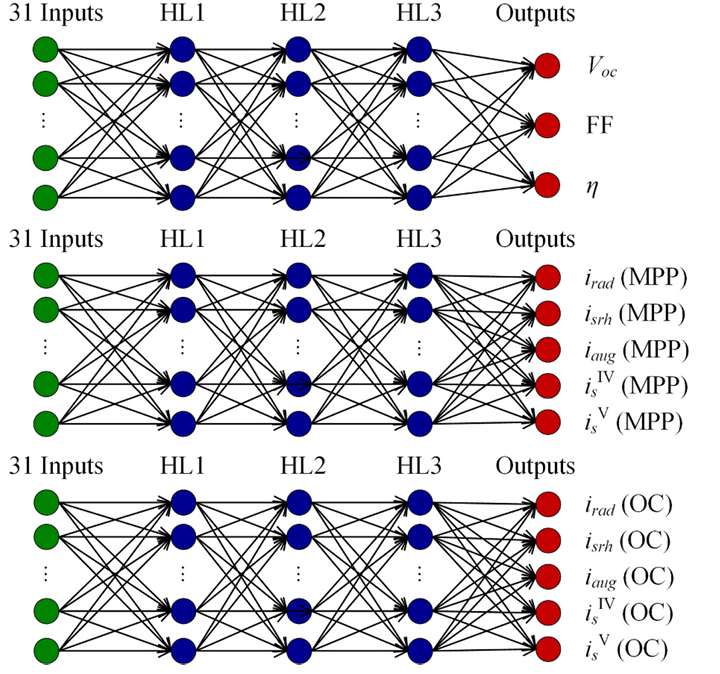 31 Inputs HL1 HL2 HL3 Outputs
Voc
⋮ ⋮ ⋮ ⋮ FF
η
31 Inputs HL1 HL2 HL3 Outputs
irad (MPP)
isrh (MPP)
⋮ ⋮ ⋮ ⋮ iaug (MPP)
isIV (MPP)
isV (MPP)
31 Inputs HL1 HL2 HL3 Outputs
irad (OC)
isrh (OC)
⋮ ⋮ ⋮ ⋮ iaug (OC)
isIV (OC)
isV (OC)